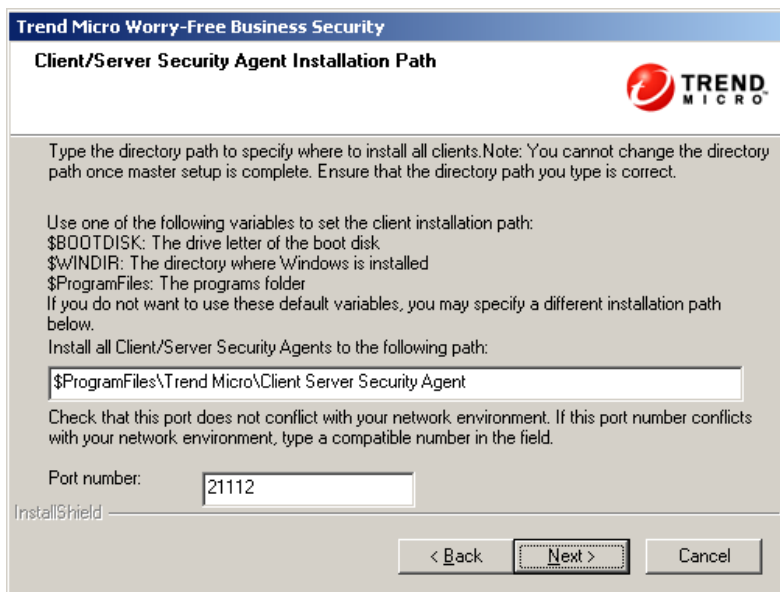 Trend Micro Worry-Free Business Security
Client/Server Security Agent Installation Path
TREND
MICRO™
Type the directory path to specify where to install all clients.Note: You cannot change the directory
path once master setup is complete. Ensure that the directory path you type is correct.
Use one of the following variables to set the client installation path:
$BOOTDISK: The drive letter of the boot disk
$WINDIR: The directory where Windows is installed
$ProgramFiles: The programs folder
If you do not want to use these default variables, you may specify a different installation path
below.
Install all Client/Server Security Agents to the following path:
$ProgramFiles\Trend Micro\Client Server Security Agent
Check that this port does not conflict with your network environment. If this port number conflicts
with your network environment, type a compatible number in the field.
Port number:
21112
InstallShield
< Back
Next >
Cancel